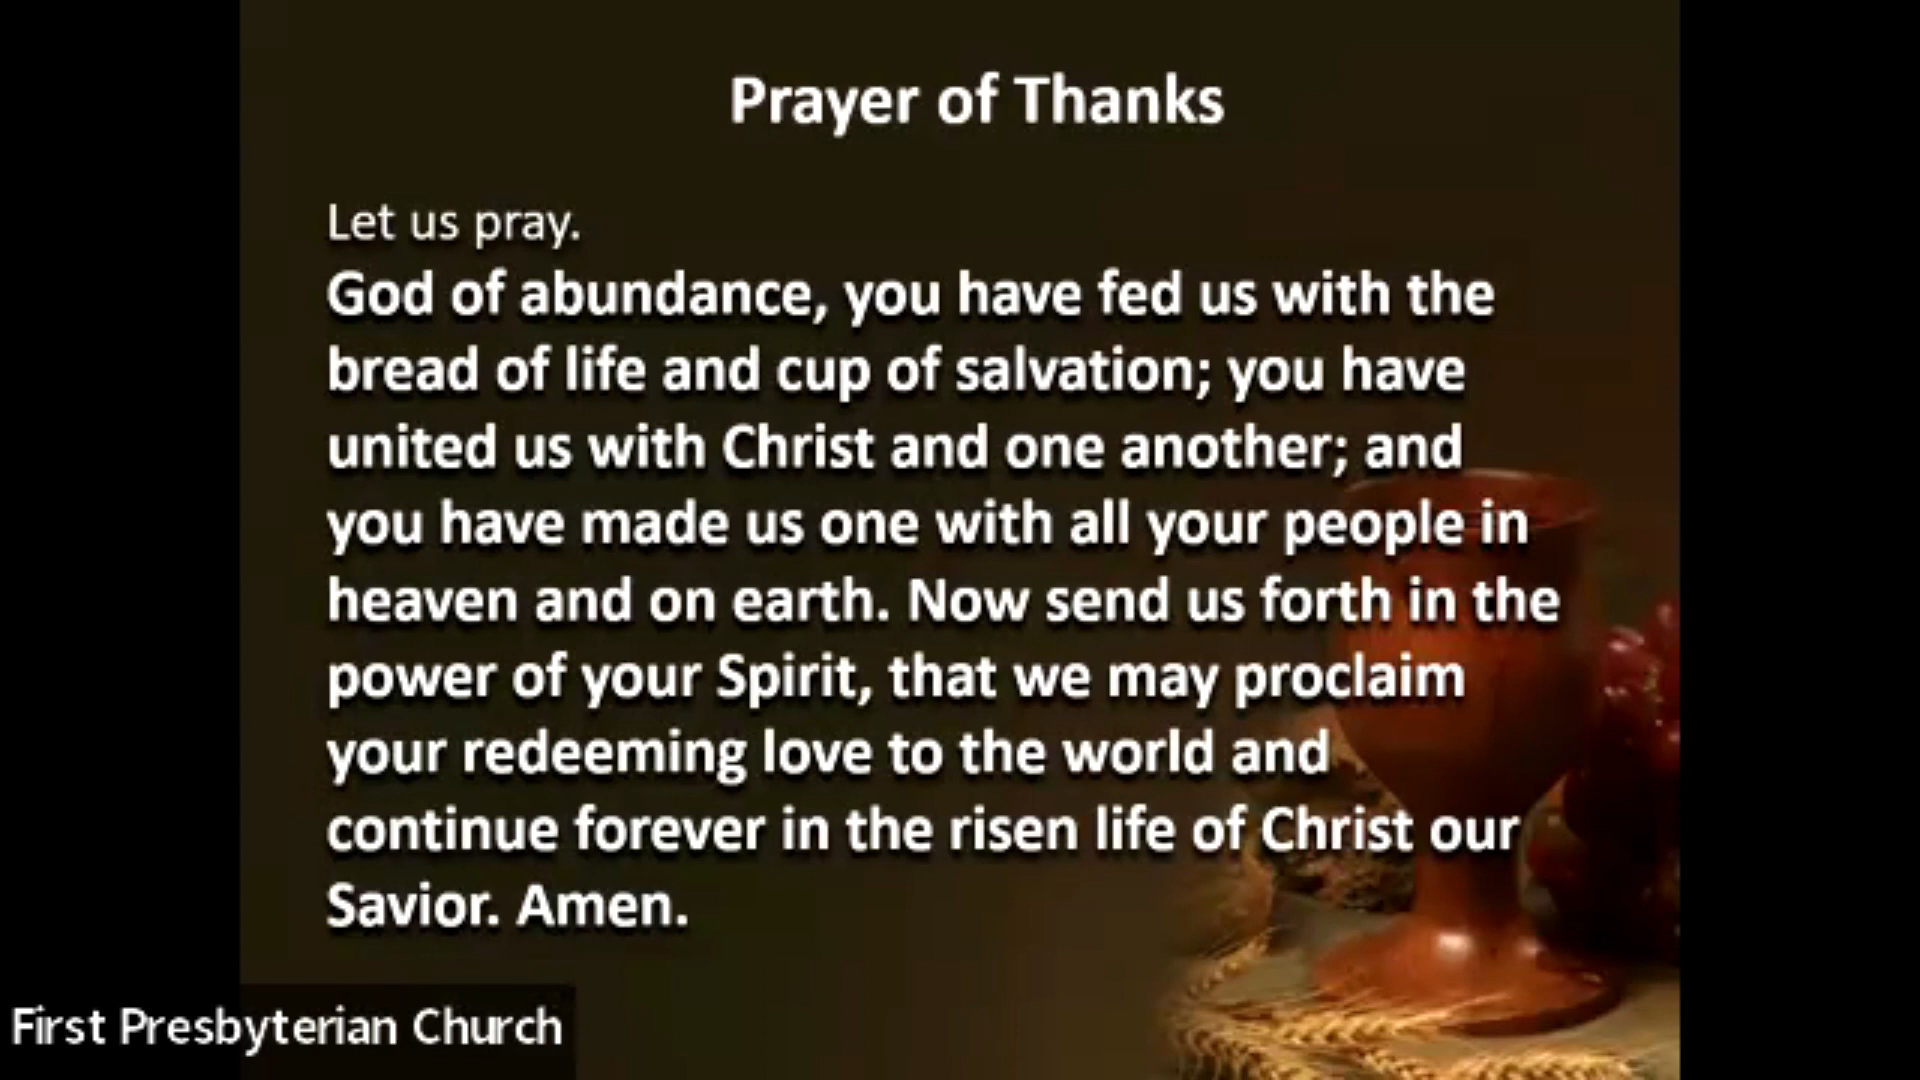 Prayer of Thanks
Let us pray.
God of abundance, you have fed us with the
bread of life and cup of salvation; you have
united us with Christ and one another; and
you have made us one with all your people in
heaven and on earth. Now send us forth in the
power of your Spirit, that we may proclaim
your redeeming love to the world and
continue forever in the risen life of Christ our
Savior. Amen.
First Presbyterian Church